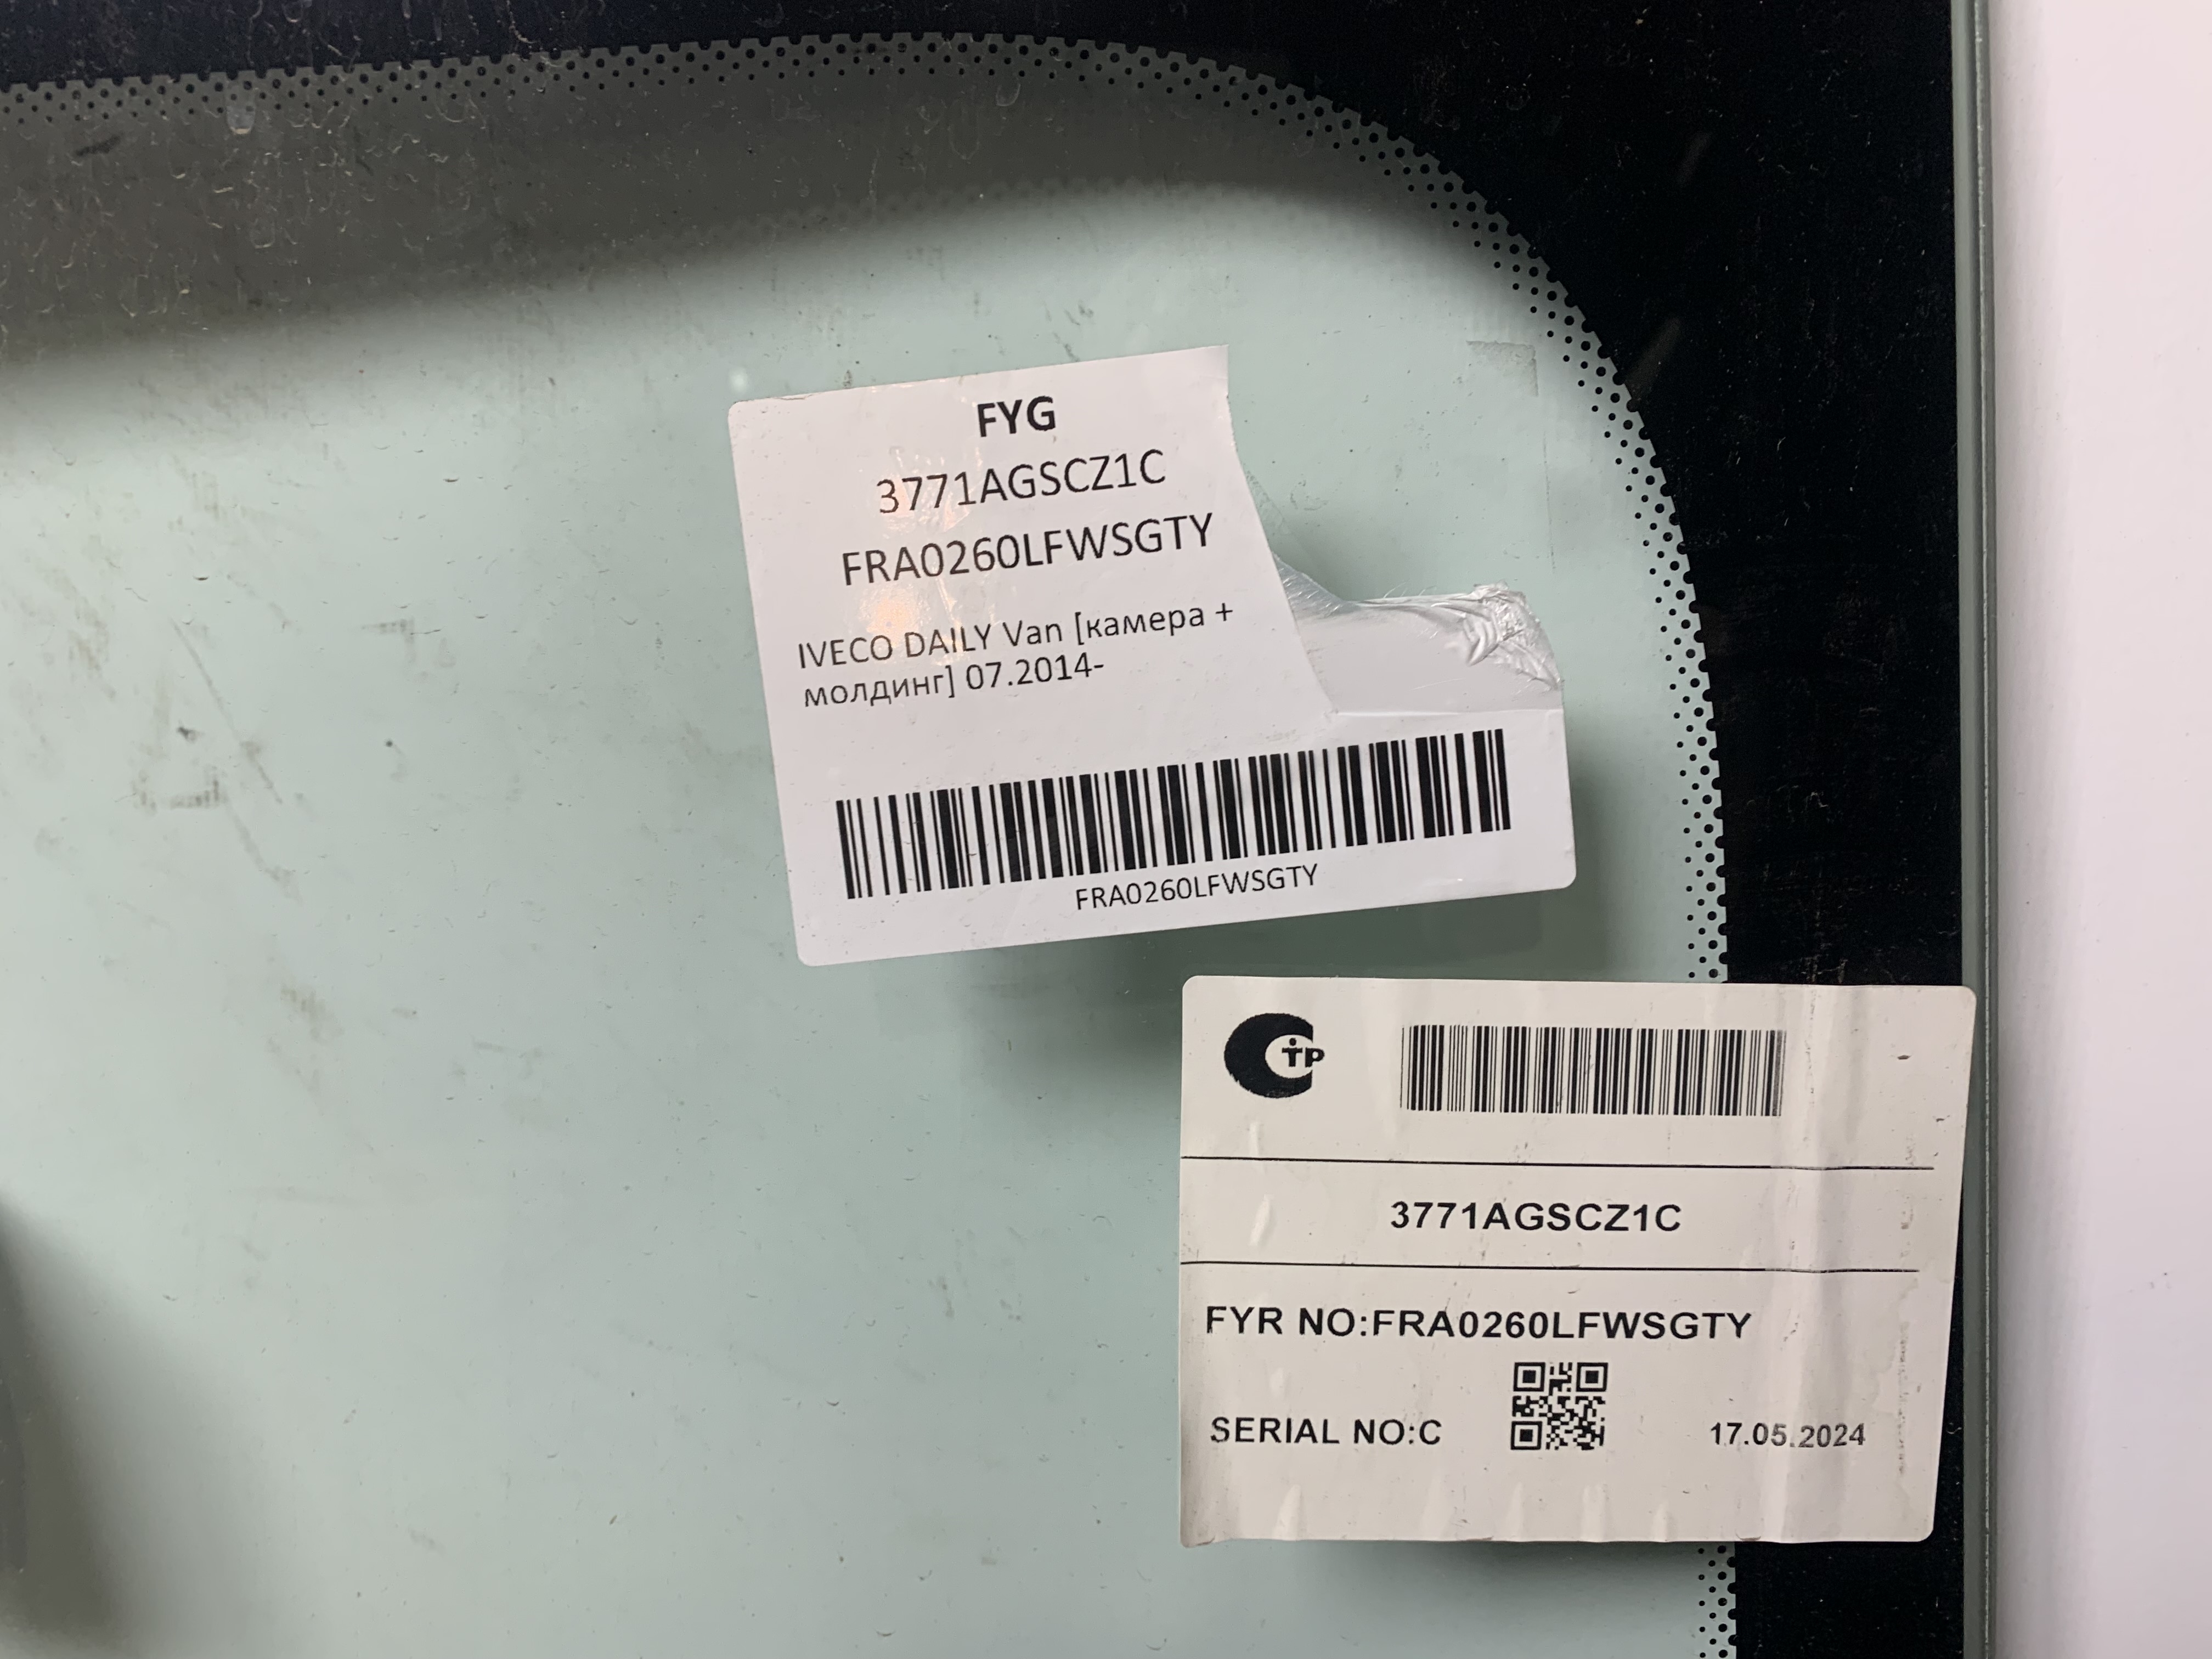 FYG
3771AGSCZ1C
FRA0260LFWSGTY
IVECO DAILY Van [камера +
молдинг] 07.2014-
FRA0260LFWSGTY
СТР
3771AGSCZ1C
FYR NO:FRA0260LFWSGTY
SERIAL NO:C
17.05.2024